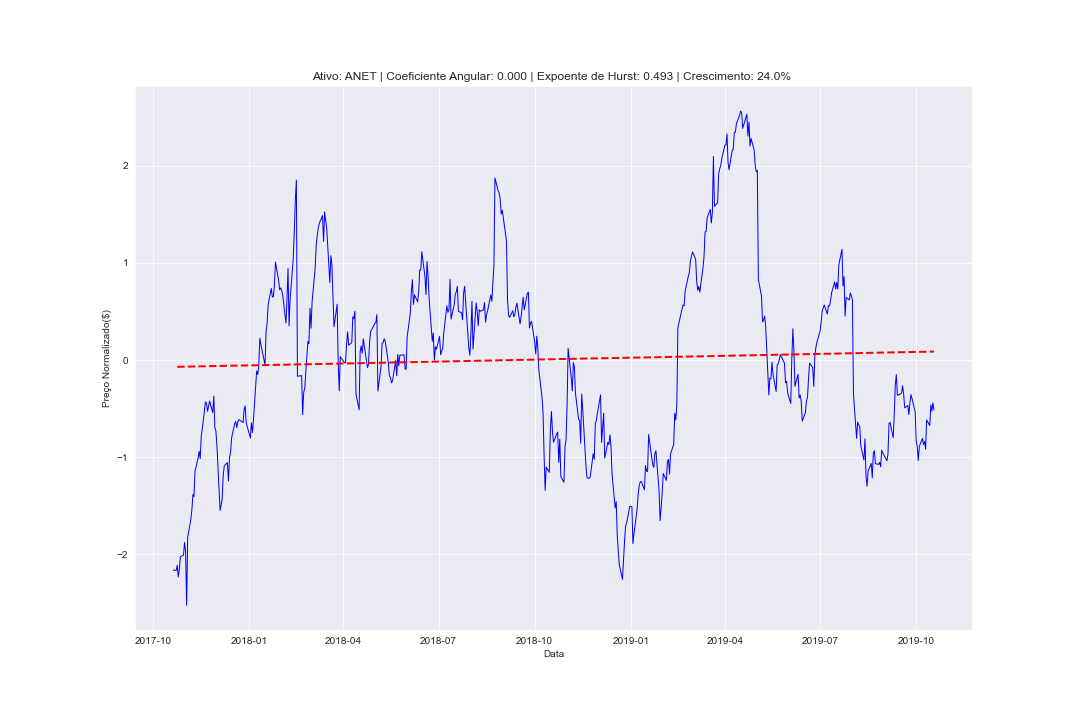 Ativo: ANET | Coeficiente Angular: 0.000 | Expoente de Hurst: 0.493 | Crescimento: 24.0%
Preço Normalizado($)
2
1
0
−1
−2
2017-10 2018-01 2018-04 2018-07 2018-10 2019-01 2019-04 2019-07 2019-10
Data